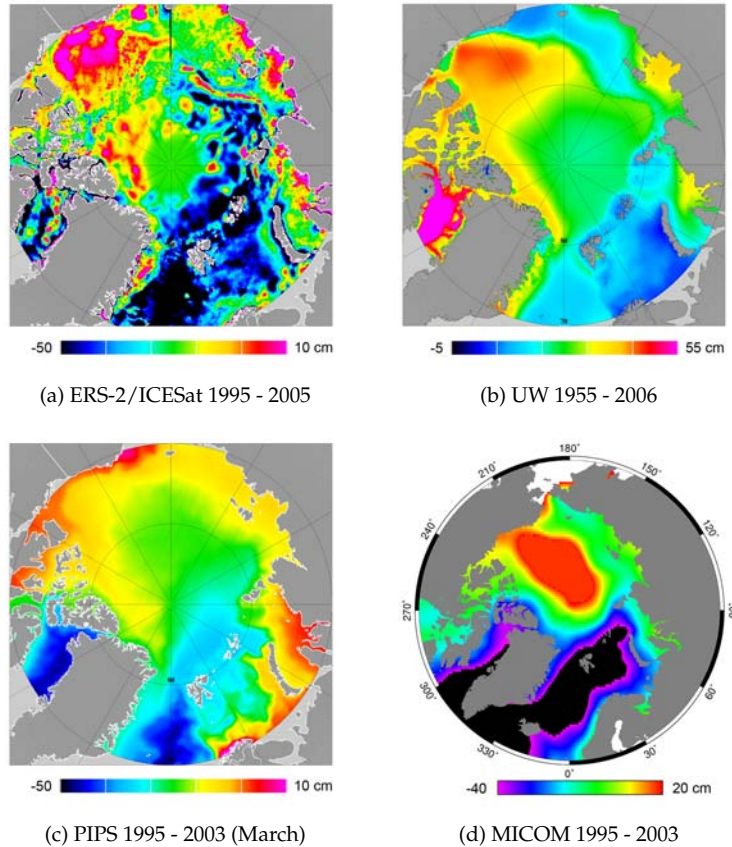 -50 10 cm
-5 55 cm
(a) ERS-2/ICESat 1995 - 2005
(b) UW 1955 - 2006
180˚
210˚ 150˚
240˚ 120˚
270˚
300˚ 60˚
330˚ 30˚
0˚
-50 10 cm
-40 20 cm
(c) PIPS 1995 - 2003 (March)
(d) MICOM 1995 - 2003